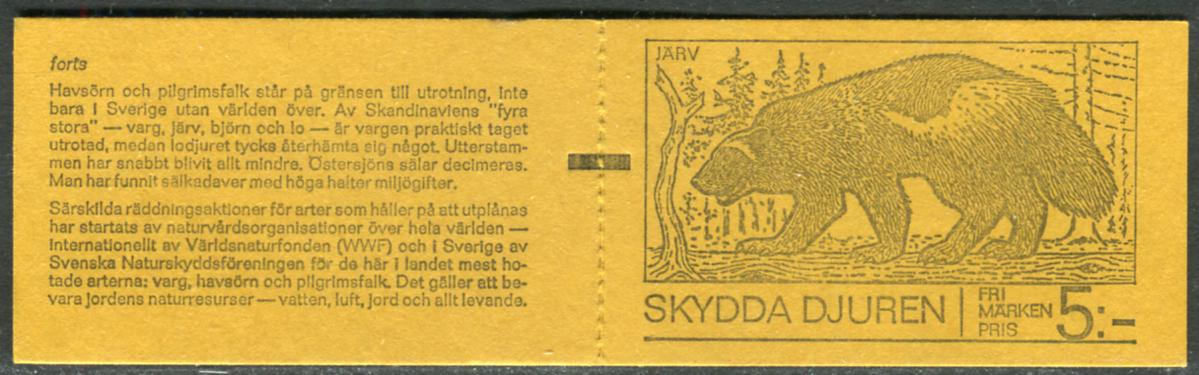 forts
Havsörn och pilgrimsfalk står på gränsen till utrotning, inte
bara i Sverige utan världen över. Av Skandinaviens "fyra
stora" — varg, järv, björn och lo — är vargen praktiskt taget
utrotad, medan lodjuret tycks återhämta sig något. Utterstam-
men har snabbt blivit allt mindre. Östersjöns sälar decimeras.
Man har funnit sälkadaver med höga halter miljögifter.
Särskilda räddningsaktioner för arter som håller på att utplånas
har startats av naturvårdsorganisationer över hela världen —
internationellt av Världsnaturfonden (WWF) och i Sverige av
Svenska Naturskyddsföreningen för de här i landet mest ho-
tade arterna: varg, havsörn och pilgrimsfalk. Det gäller att be-
vara jordens naturresurser — vatten, luft, jord och allt levande.
JÄRV
SKYDDA DJUREN
FRI
MÄRKEN
PRIS
5:-